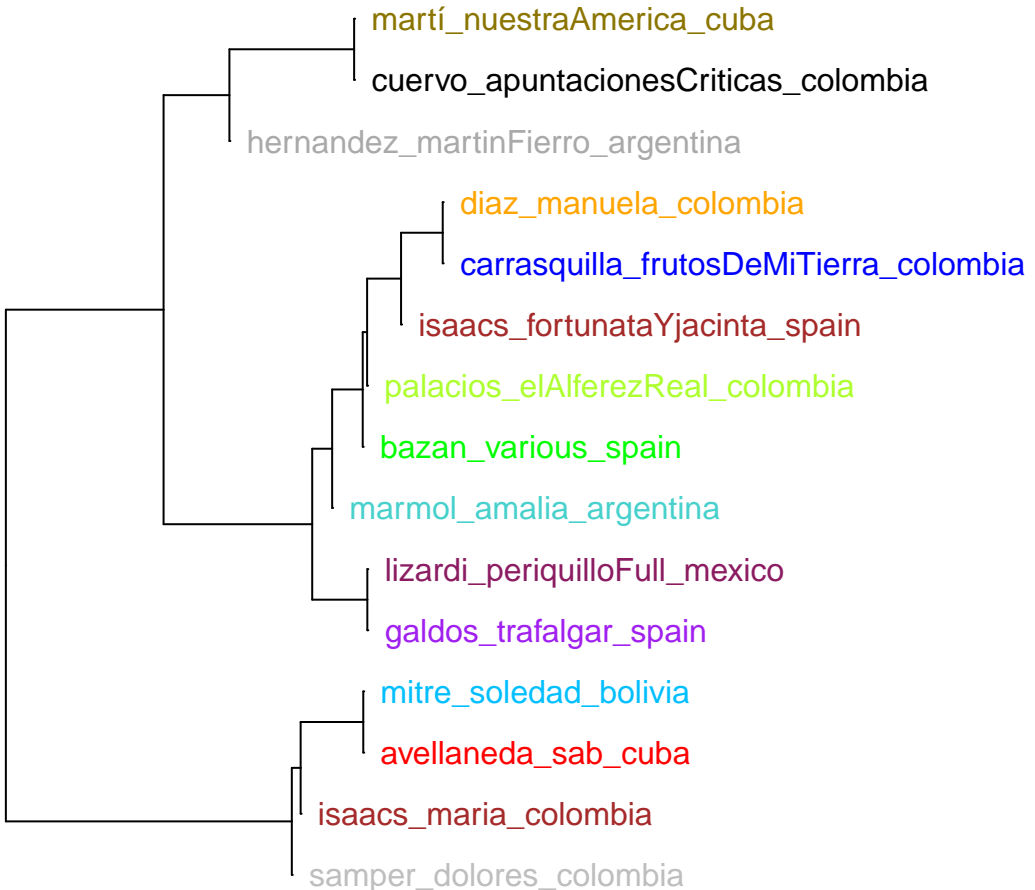 martí_nuestraAmerica_cuba
cuervo_apuntacionesCriticas_colombia
hernandez_martinFierro_argentina
diaz_manuela_colombia
carrasquilla_frutosDeMiTierra_colombia
isaacs_fortunataYjacinta_spain
palacios_elAlferezReal_colombia
bazan_various_spain
marmol_amalia_argentina
lizardi_periquilloFull_mexico
galdos_trafalgar_spain
mitre_soledad_bolivia
avellaneda_sab_cuba
isaacs_maria_colombia
samper_dolores_colombia